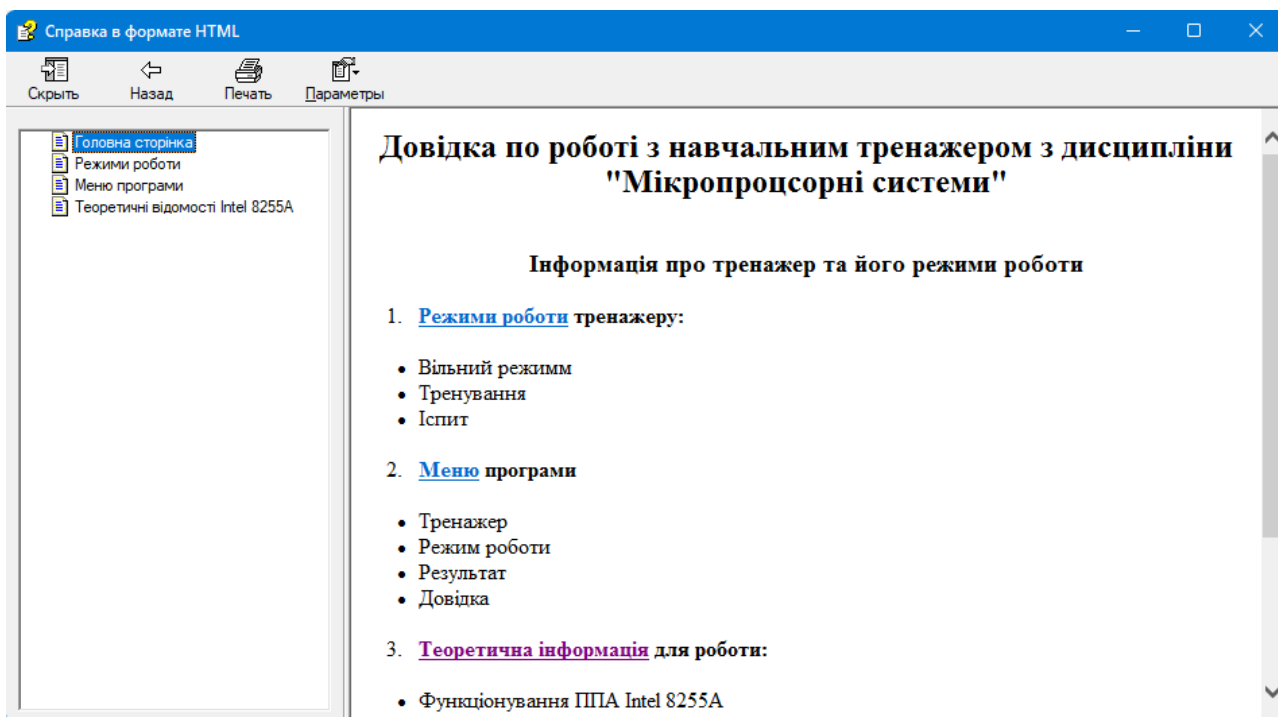 Справка в формате HTML
Скрыть Назад Печать Параметры
Головна сторінка
Режими роботи
Меню програми
Теоретичні відомості Intel 8255A
Довідка по роботі з навчальним тренажером з дисципліни
"Мікропроцсорні системи"
Інформація про тренажер та його режими роботи
1. Режими роботи тренажеру:
• Вільний режимм
• Тренування
• Іспит
2. Меню програми
• Тренажер
• Режим роботи
• Результат
• Довідка
3. Теоретична інформація для роботи:
• Функціонування ППА Intel 8255A